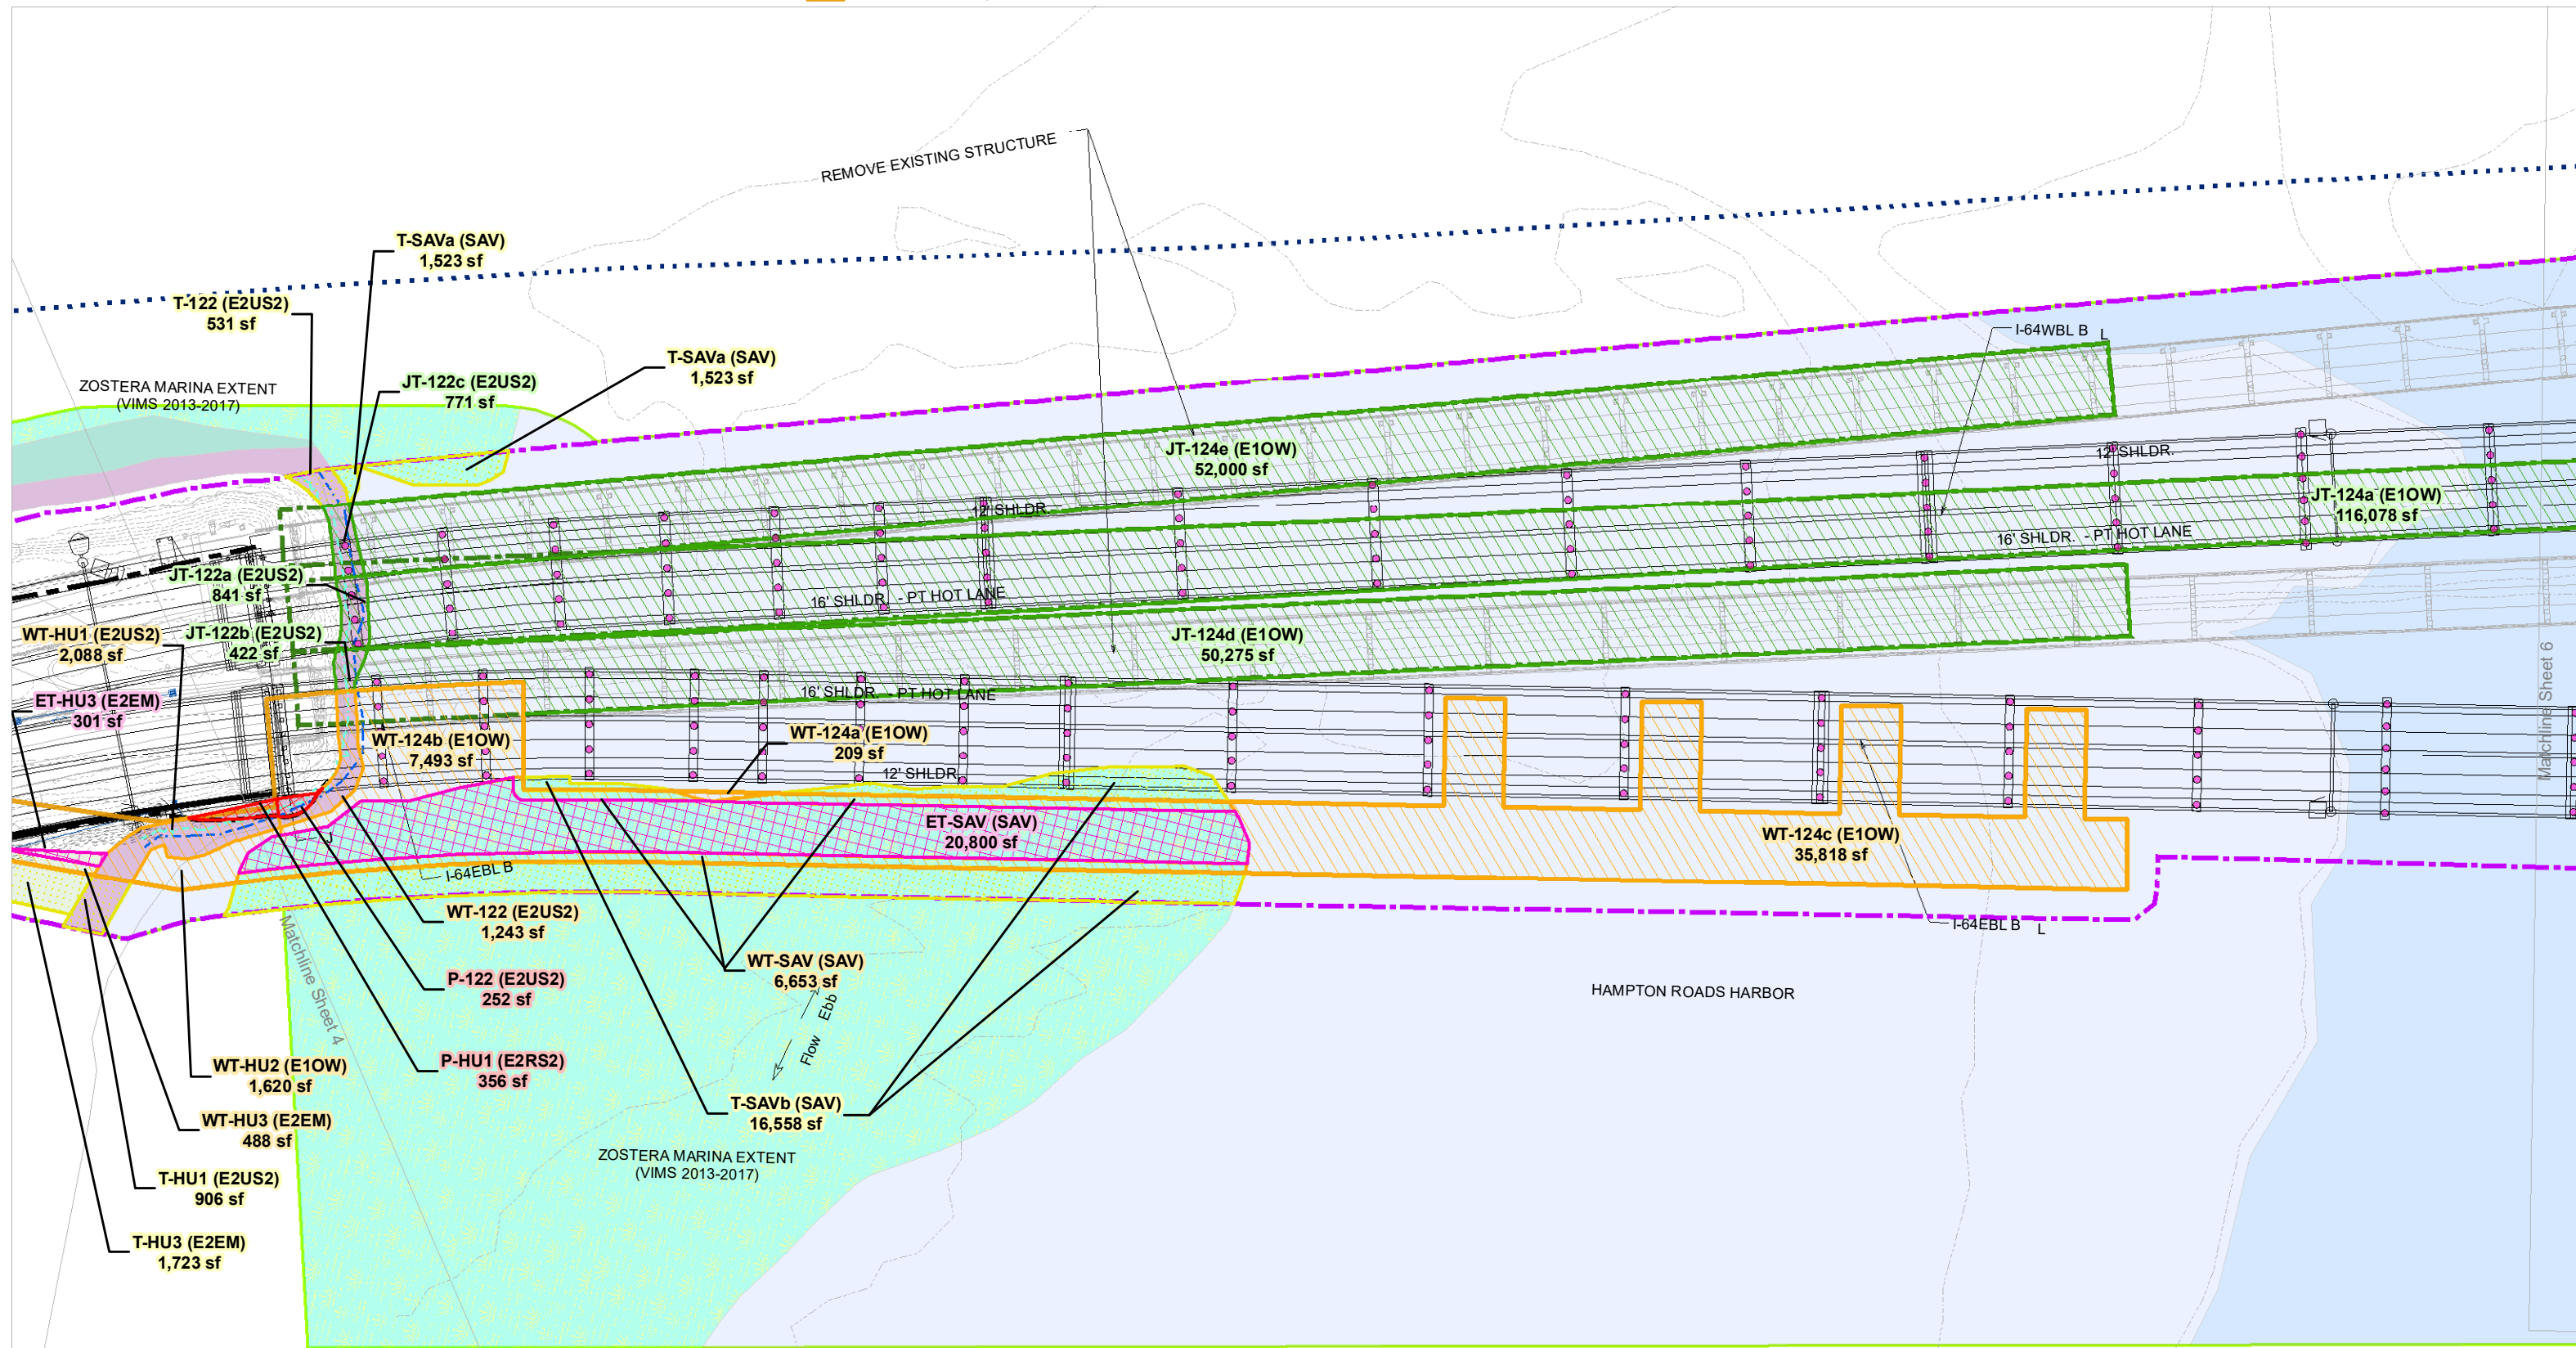 REMOVE EXISTING STRUCTURE
T-SAVa (SAV)
1,523 sf
T-122 (E2US2)
531 sf
I-64WBL B
L
T-SAVa (SAV)
1,523 sf
ZOSTERA MARINA EXTENT
(VIMS 2013-2017)
JT-122c (E2US2)
771 sf
JT-124e (E1OW)
52,000 sf
12' SHLDR.
JT-124a (E1OW)
116,078 sf
12' SHLDR.
16' SHLDR. - PT HOT LANE
JT-122a (E2US2)
841 sf
16' SHLDR. - PT HOT LANE
WT-HU1 (E2US2)
2,088 sf
JT-122b (E2US2)
422 sf
JT-124d (E1OW)
50,275 sf
Matchline Sheet 6
ET-HU3 (E2EM)
301 sf
16' SHLDR. - PT HOT LANE
WT-124b (E1OW)
7,493 sf
WT-124a (E1OW)
209 sf
12' SHLDR.
ET-SAV (SAV)
20,800 sf
WT-124c (E1OW)
35,818 sf
I-64EBL B
L
WT-122 (E2US2)
1,243 sf
I-64EBL B
L
Matchline Sheet 4
WT-SAV (SAV)
6,653 sf
P-122 (E2US2)
252 sf
HAMPTON ROADS HARBOR
Ebb
Flow
P-HU1 (E2RS2)
356 sf
WT-HU2 (E1OW)
1,620 sf
T-SAVb (SAV)
16,558 sf
WT-HU3 (E2EM)
488 sf
ZOSTERA MARINA EXTENT
(VIMS 2013-2017)
T-HU1 (E2US2)
906 sf
T-HU3 (E2EM)
1,723 sf